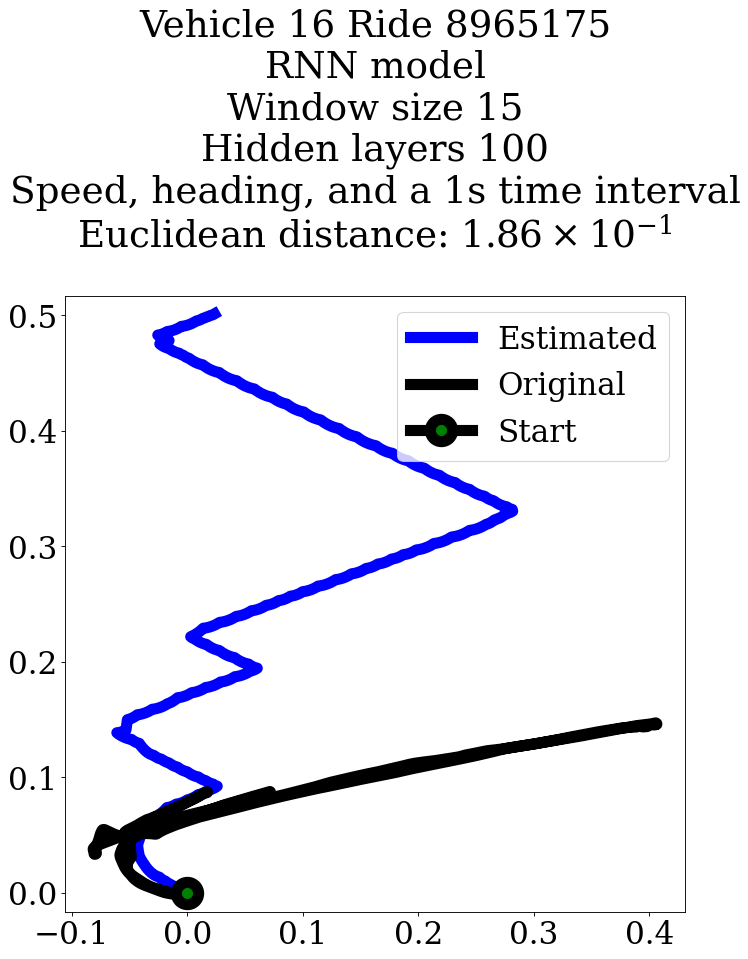 Vehicle 16 Ride 8965175
RNN model
Window size 15
Hidden layers 100
Speed, heading, and a 1s time interval
Euclidean distance: 1.86 × 10⁻¹
Estimated
Original
Start
0.5
0.4
0.3
0.2
0.1
0.0
−0.1 0.0 0.1 0.2 0.3 0.4